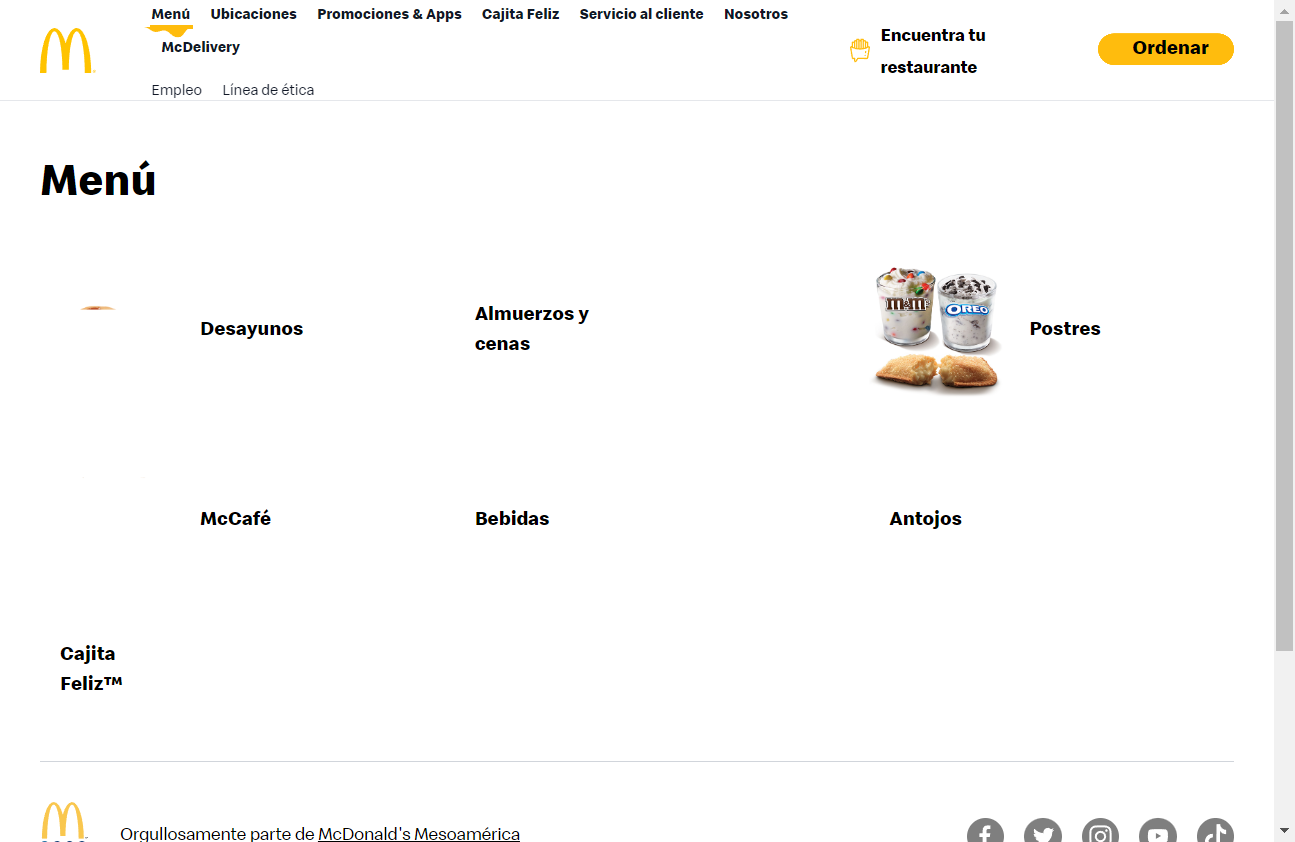 Menú Ubicaciones Promociones & Apps Cajita Feliz Servicio al cliente Nosotros
McDelivery
Encuentra tu
restaurante
Ordenar
Empleo Línea de ética
Menú
Desayunos
Almuerzos y
cenas
m&m's
OREO
Postres
McCafé
Bebidas
Antojos
Cajita
Feliz™
Orgullosamente parte de McDonald's Mesoamérica